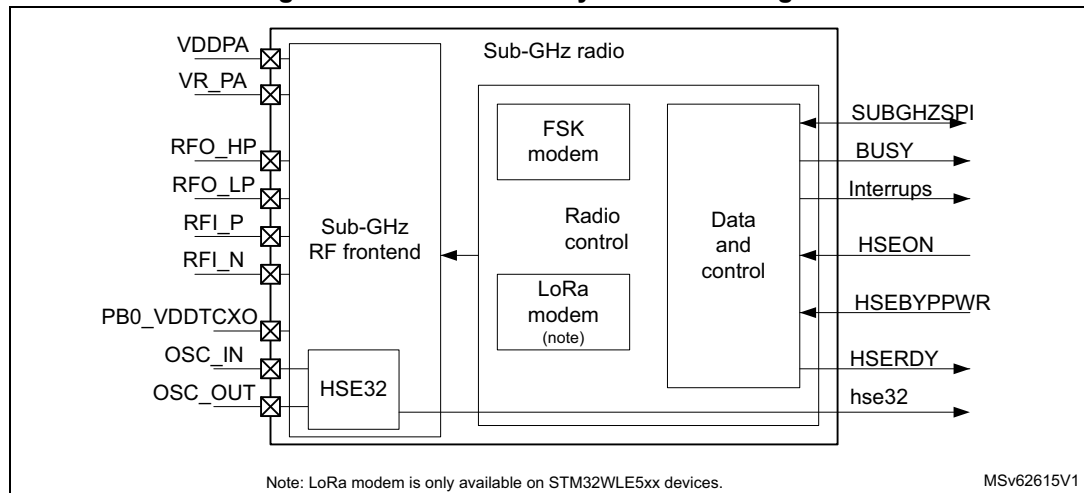 VDDPA
VR_PA
RFO_HP
RFO_LP
RFI_P
RFI_N
PB0_VDDTCXO
OSC_IN
OSC_OUT
Sub-GHz radio
Sub-GHz
RF frontend
HSE32
FSK
modem
Radio
control
LoRa
modem
(note)
Data
and
control
SUBGHZSPI
BUSY
Interrups
HSEON
HSEBYPPWR
HSERDY
hse32
Note: LoRa modem is only available on STM32WLE5xx devices.
MSv62615V1